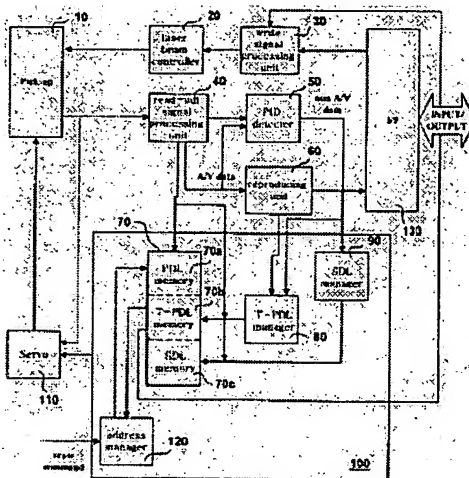 10
20
30
Pick-up
laser
beam
controller
write
signal
processing
unit
40
50
signal
processing
unit
PID
detector
non A/V
data
I/F
INPUT/
OUTPUT
A/V data
60
reproducing
unit
130
70
90
PDL
memory
70a
70b
T-PDL
memory
T-PDL
manager
80
SDL
manager
SDL
memory
70c
Servo
110
address
manager
120
command
100